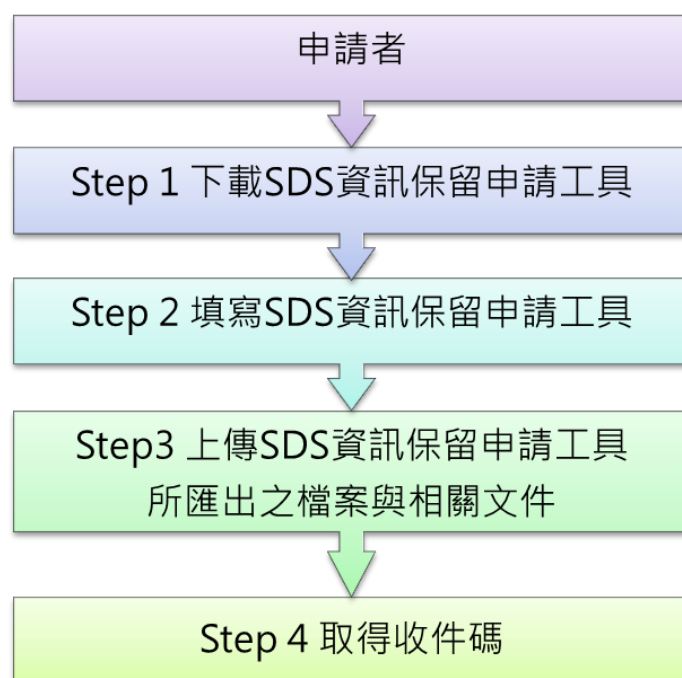 申請者
Step 1 下載SDS資訊保留申請工具
Step 2 填寫SDS資訊保留申請工具
Step3 上傳SDS資訊保留申請工具
所匯出之檔案與相關文件
Step 4 取得收件碼